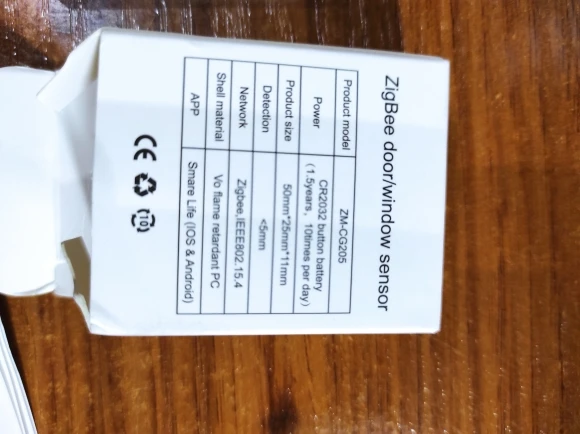 ZigBee door/window sensor
Product model ZM-CG205
Power CR2032 button battery
(1.5years, 10times per day)
Product size 50mm*25mm*11mm
Detection <5mm
Network Zigbee,IEEE802.15.4
Shell material Vo flame retardant PC
APP Smare Life (IOS & Android)
CE 10